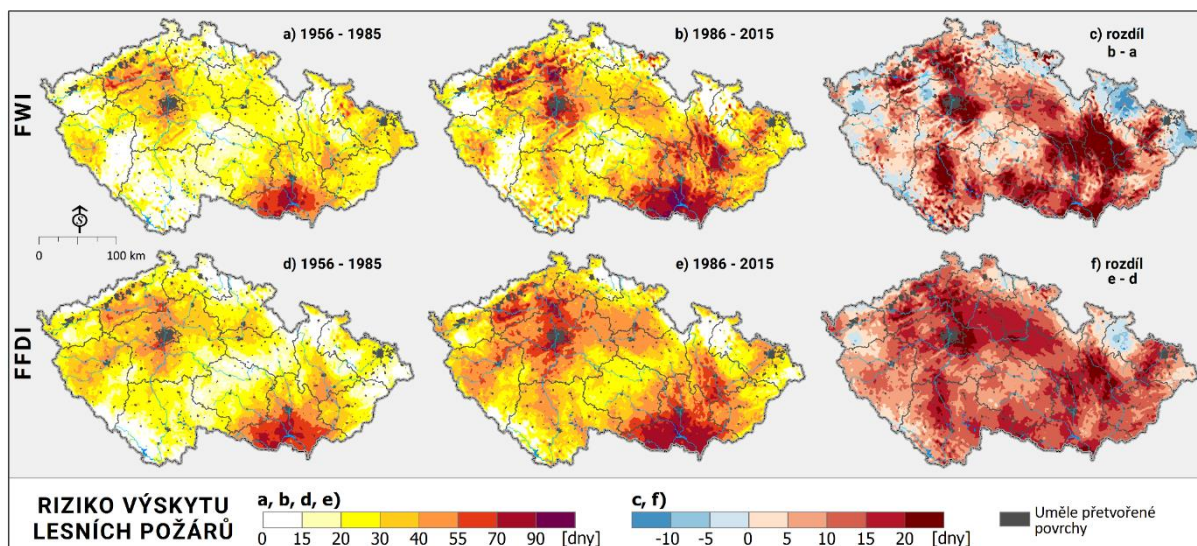 a) 1956 - 1985
b) 1986 - 2015
c) rozdíl
b - a
FWI
S
0 100 km
d) 1956 - 1985
e) 1986 - 2015
f) rozdíl
e - d
FFDI
RIZIKO VÝSKYTU
LESNÍCH POŽÁRŮ
a, b, d, e)
0 15 20 30 40 55 70 90 [dny]
c, f)
-10 -5 0 5 10 15 20 [dny]
Uměle přetvořené
povrchy